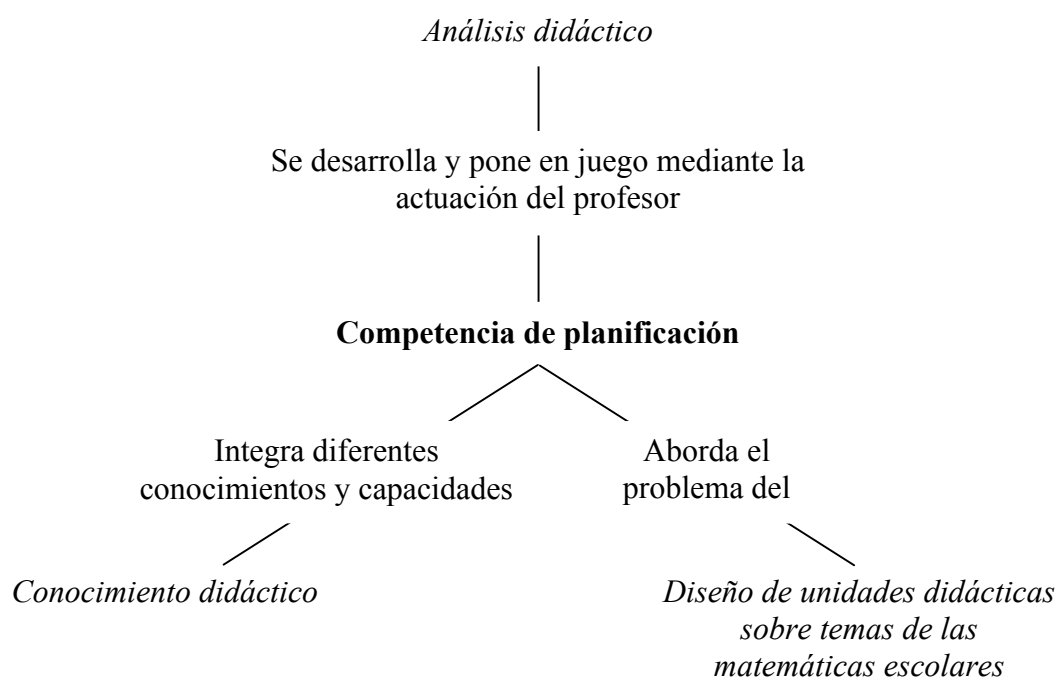 Análisis didáctico
Se desarrolla y pone en juego mediante la
actuación del profesor
Competencia de planificación
Integra diferentes
conocimientos y capacidades
Aborda el
problema del
Conocimiento didáctico
Diseño de unidades didácticas
sobre temas de las
matemáticas escolares